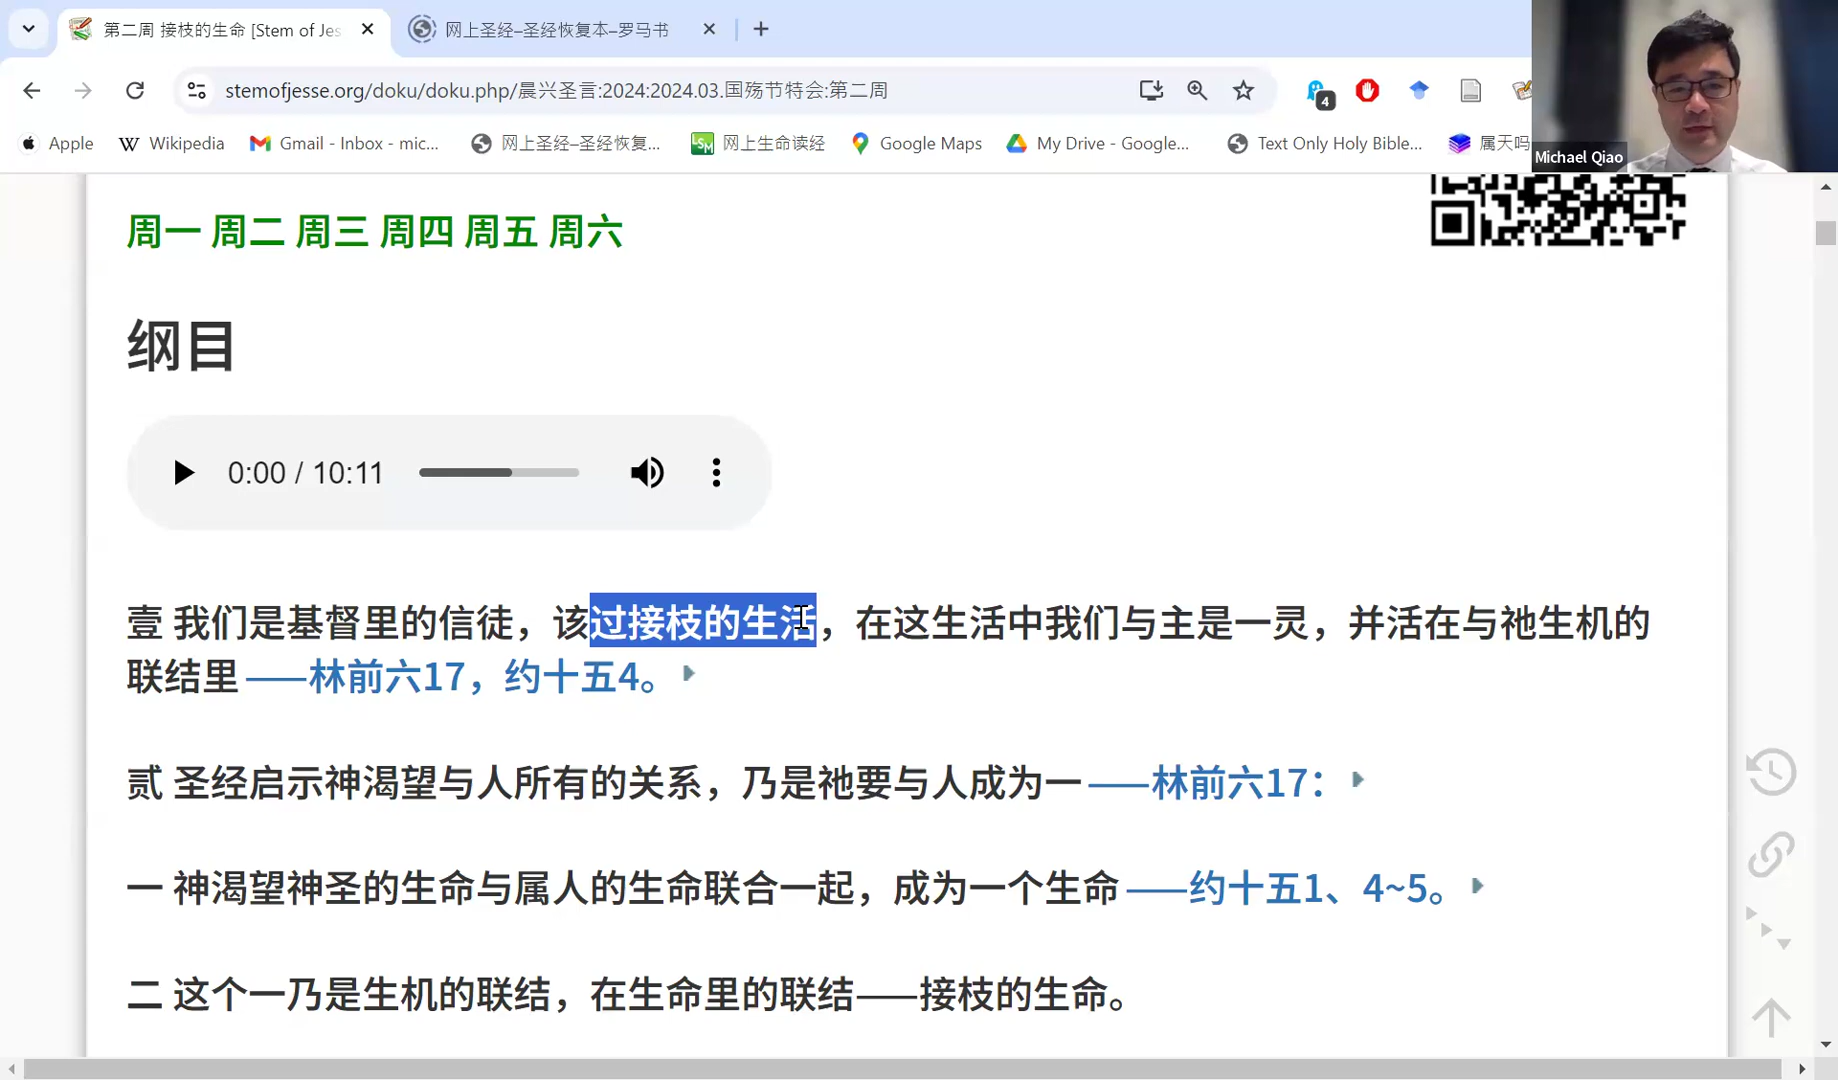 第二周 接枝的生命 [Stem of Jes
网上圣经–圣经恢复本–罗马书
stemofjesse.org/doku/doku.php/晨兴圣言:2024:2024.03.国殇节特会:第二周
4
Apple
Wikipedia
Gmail - Inbox - mic...
网上圣经–圣经恢复...
LSM
网上生命读经
Google Maps
My Drive - Google...
Text Only Holy Bible...
属天吗
Michael Qiao
周一 周二 周三 周四 周五 周六
纲目
0:00 / 10:11
壹 我们是基督里的信徒，该过接枝的生活，在这生活中我们与主是一灵，并活在与祂生机的
联结里——林前六17，约十五4。
贰 圣经启示神渴望与人所有的关系，乃是祂要与人成为一——林前六17：
一 神渴望神圣的生命与属人的生命联合一起，成为一个生命——约十五1、4~5。
二 这个一乃是生机的联结，在生命里的联结——接枝的生命。